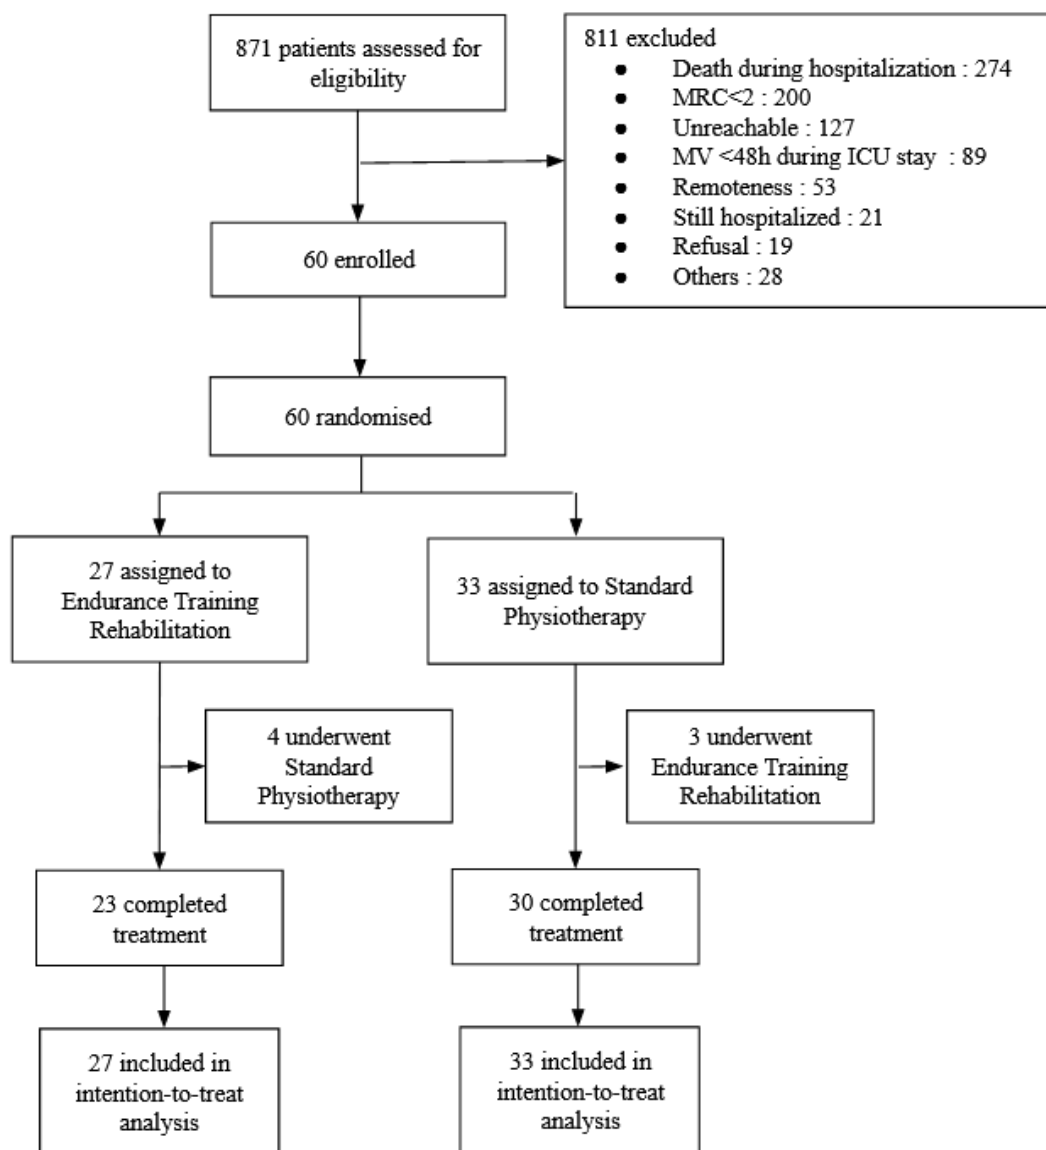 871 patients assessed for
eligibility
811 excluded
● Death during hospitalization : 274
● MRC<2 : 200
● Unreachable : 127
● MV <48h during ICU stay : 89
● Remoteness : 53
● Still hospitalized : 21
● Refusal : 19
● Others : 28
60 enrolled
60 randomised
27 assigned to
Endurance Training
Rehabilitation
33 assigned to Standard
Physiotherapy
4 underwent
Standard
Physiotherapy
3 underwent
Endurance Training
Rehabilitation
23 completed
treatment
30 completed
treatment
27 included in
intention-to-treat
analysis
33 included in
intention-to-treat
analysis